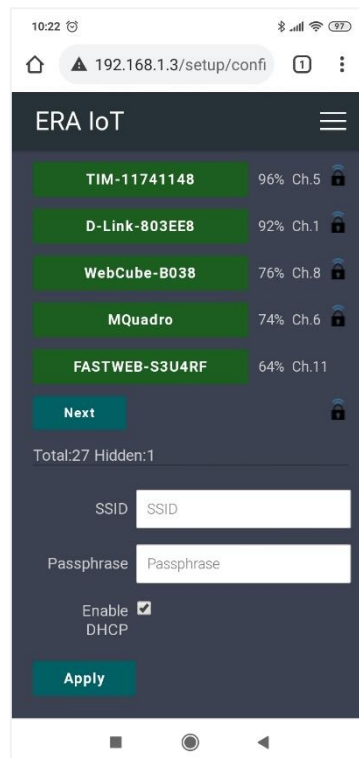 10:22 97
192.168.1.3/setup/confi 1
ERA IoT
TIM-11741148 96% Ch.5
D-Link-803EE8 92% Ch.1
WebCube-B038 76% Ch.8
MQuadro 74% Ch.6
FASTWEB-S3U4RF 64% Ch.11
Next
Total:27 Hidden:1
SSID SSID
Passphrase Passphrase
Enable
DHCP
Apply